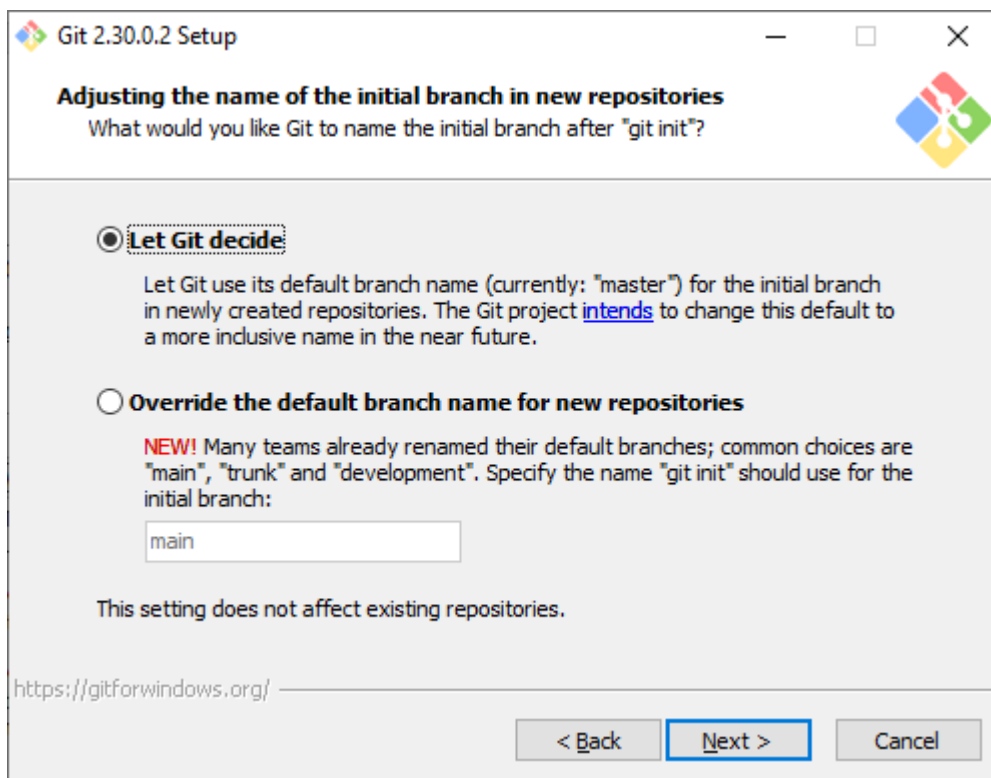 Git 2.30.0.2 Setup
Adjusting the name of the initial branch in new repositories
What would you like Git to name the initial branch after "git init"?
Let Git decide
Let Git use its default branch name (currently: "master") for the initial branch
in newly created repositories. The Git project intends to change this default to
a more inclusive name in the near future.
Override the default branch name for new repositories
NEW! Many teams already renamed their default branches; common choices are
"main", "trunk" and "development". Specify the name "git init" should use for the
initial branch:
main
This setting does not affect existing repositories.
https://gitforwindows.org/
< Back
Next >
Cancel